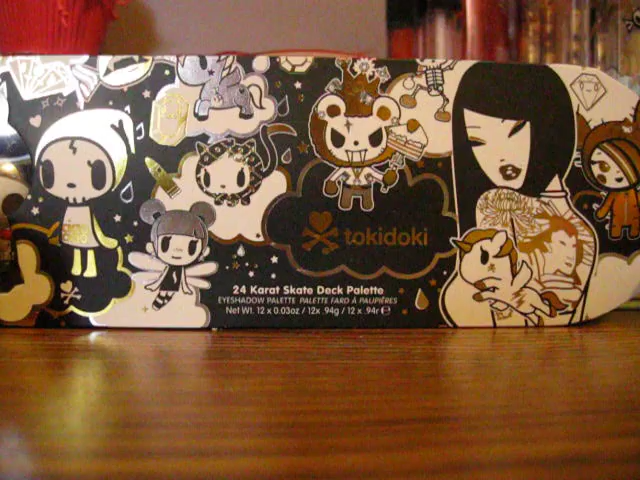 tokidoki
24 Karat Skate Deck Palette
EYESHADOW PALETTE PALETTE FARD À PAUPIÈRES
Net Wt. 12 x 0.03oz / 12x .94g / 12 x .94г ℮